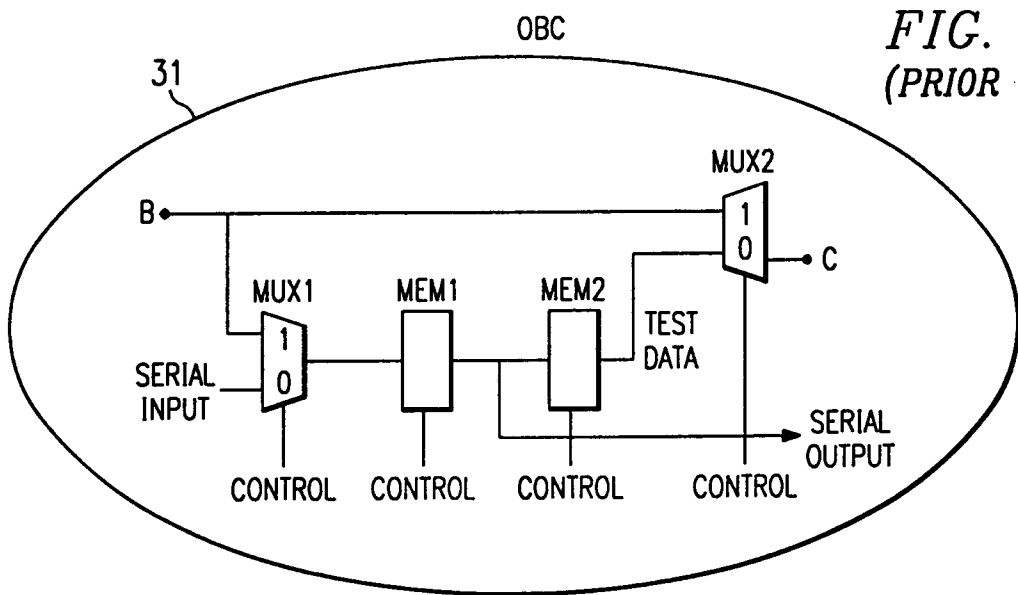 OBC
FIG.
(PRIOR
31
MUX2
B
1
0
C
MUX1
MEM1
MEM2
1
0
TEST
DATA
SERIAL
INPUT
SERIAL
OUTPUT
CONTROL
CONTROL
CONTROL
CONTROL